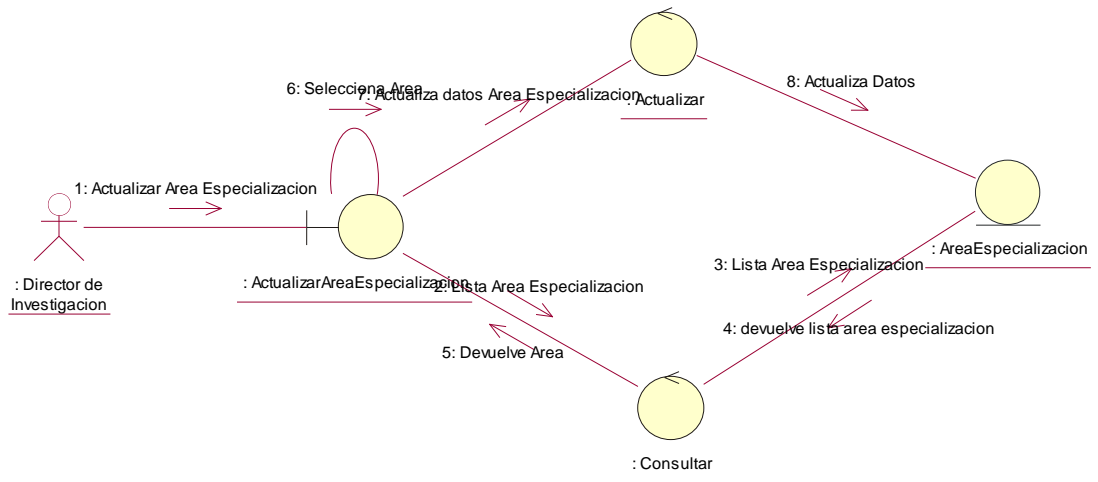 6: Selecciona Area
7: Actualiza datos Area Especializacion
: Actualizar
8: Actualiza Datos
1: Actualizar Area Especializacion
: Director de
Investigacion
: ActualizarAreaEspecializacion
2: Lista Area Especializacion
3: Lista Area Especializacion
: AreaEspecializacion
4: devuelve lista area especializacion
5: Devuelve Area
: Consultar